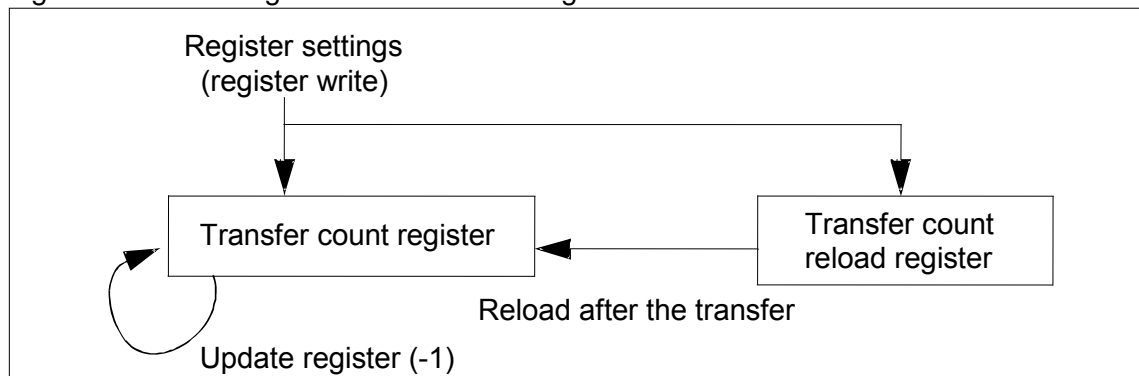 Register settings
(register write)
Transfer count register
Transfer count
reload register
Reload after the transfer
Update register (-1)